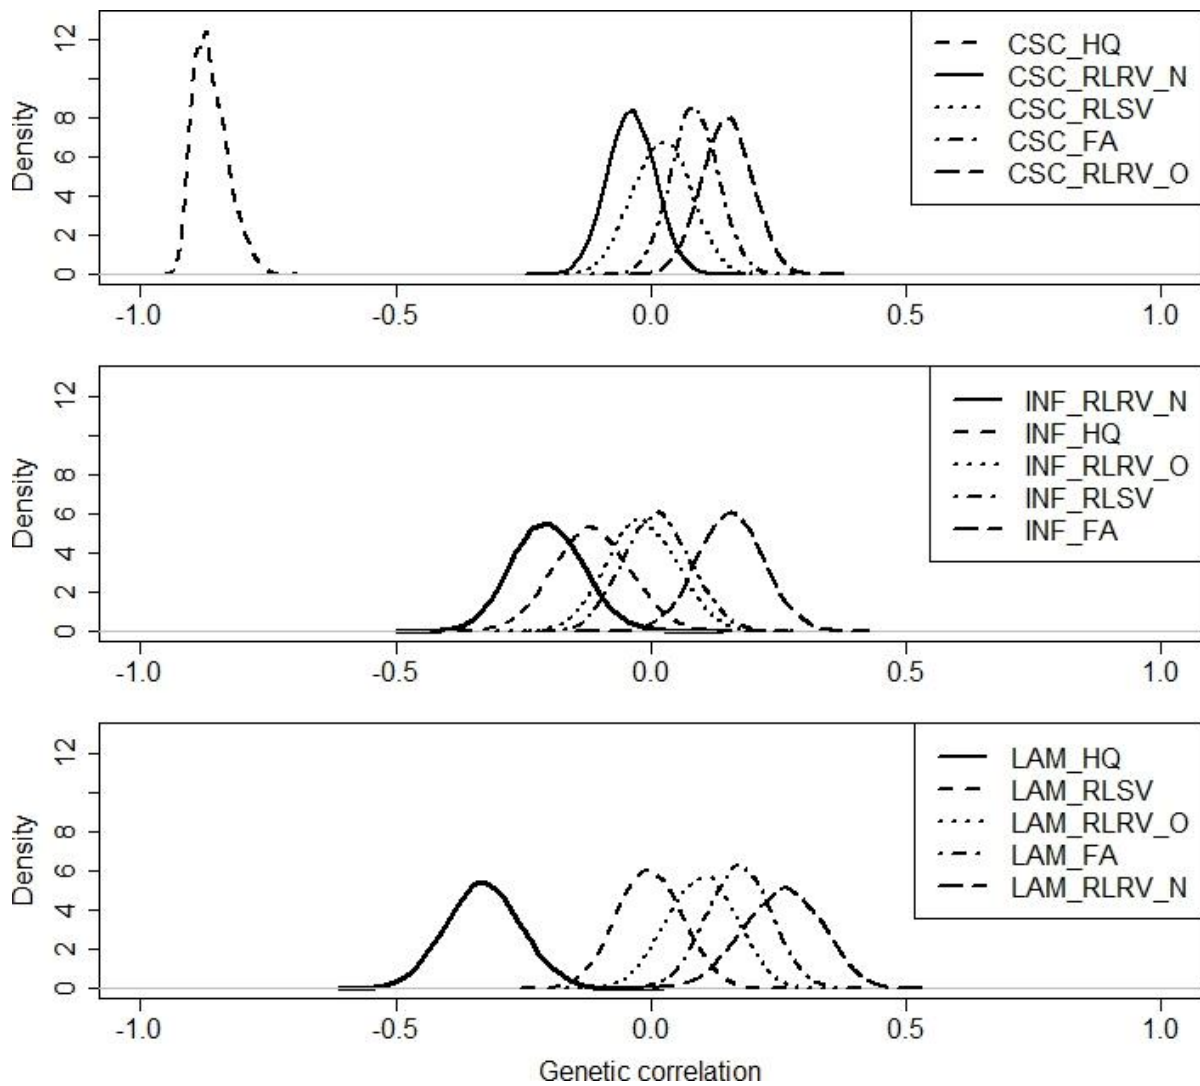 12
8
6
4
2
0
Density
CSC_HQ
CSC_RLRV_N
CSC_RLSV
CSC_FA
CSC_RLRV_O
-1.0 -0.5 0.0 0.5 1.0
12
8
6
4
2
0
Density
INF_RLRV_N
INF_HQ
INF_RLRV_O
INF_RLSV
INF_FA
-1.0 -0.5 0.0 0.5 1.0
12
8
6
4
2
0
Density
LAM_HQ
LAM_RLSV
LAM_RLRV_O
LAM_FA
LAM_RLRV_N
-1.0 -0.5 0.0 0.5 1.0
Genetic correlation